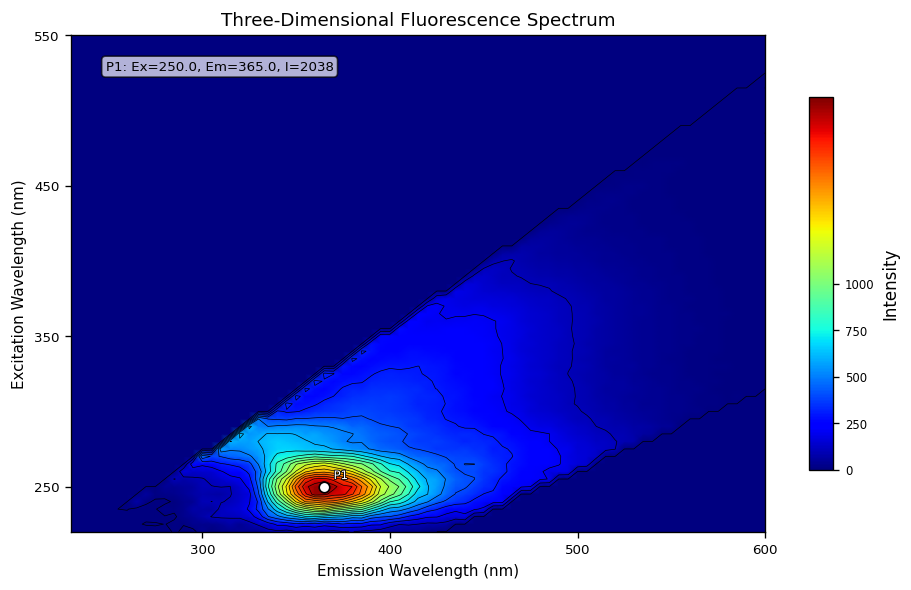 Three-Dimensional Fluorescence Spectrum
P1: Ex=250.0, Em=365.0, I=2038
P1
550
450
350
250
Excitation Wavelength (nm)
300
400
500
600
Emission Wavelength (nm)
1000
750
500
250
0
Intensity